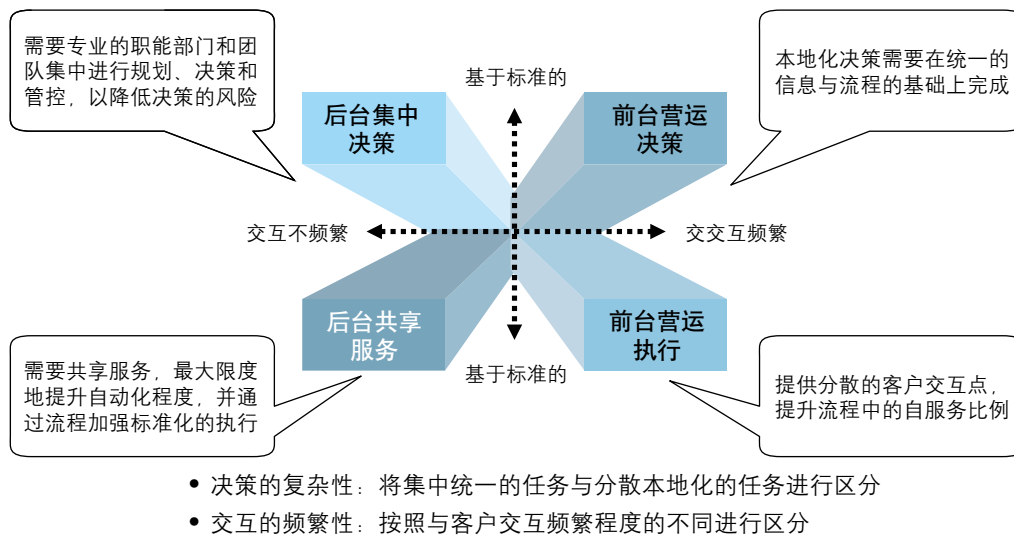 需要专业的职能部门和团
队集中进行规划、决策和
管控，以降低决策的风险
基于标准的
本地化决策需要在统一的
信息与流程的基础上完成
后台集中
决策
前台营运
决策
交互不频繁
交交互频繁
后台共享
服务
前台营运
执行
基于标准的
需要共享服务，最大限度
地提升自动化程度，并通
过流程加强标准化的执行
提供分散的客户交互点，
提升流程中的自服务比例
• 决策的复杂性：将集中统一的任务与分散本地化的任务进行区分
• 交互的频繁性：按照与客户交互频繁程度的不同进行区分